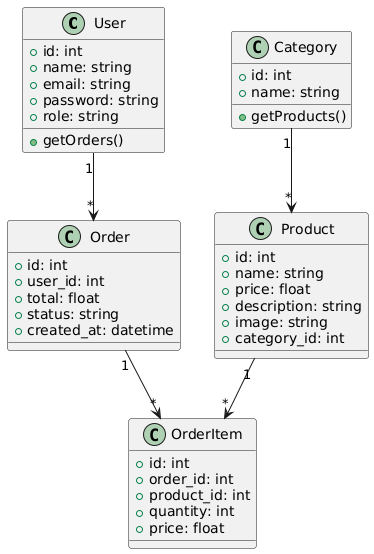 C User
+ id: int
+ name: string
+ email: string
+ password: string
+ role: string
+ getOrders()
C Category
+ id: int
+ name: string
+ getProducts()
1
*
1
*
C Order
+ id: int
+ user_id: int
+ total: float
+ status: string
+ created_at: datetime
C Product
+ id: int
+ name: string
+ price: float
+ description: string
+ image: string
+ category_id: int
1
*
1
*
C OrderItem
+ id: int
+ order_id: int
+ product_id: int
+ quantity: int
+ price: float